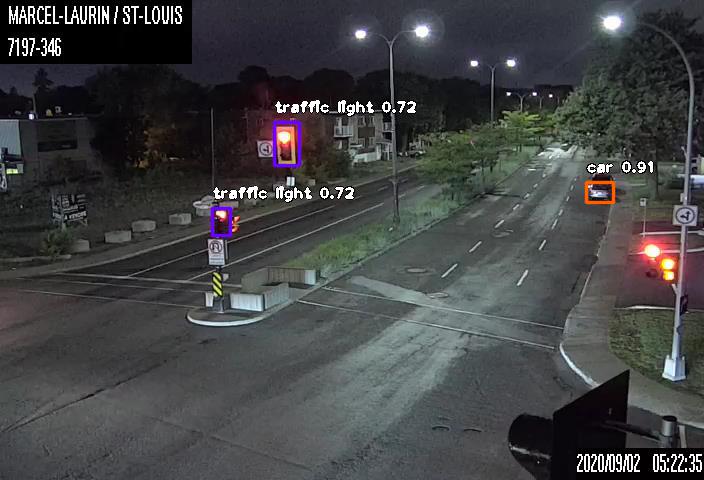 MARCEL-LAURIN / ST-LOUIS
7197-346
traffic light 0.72
car 0.91
traffic light 0.72
2020/09/02 05:22:35